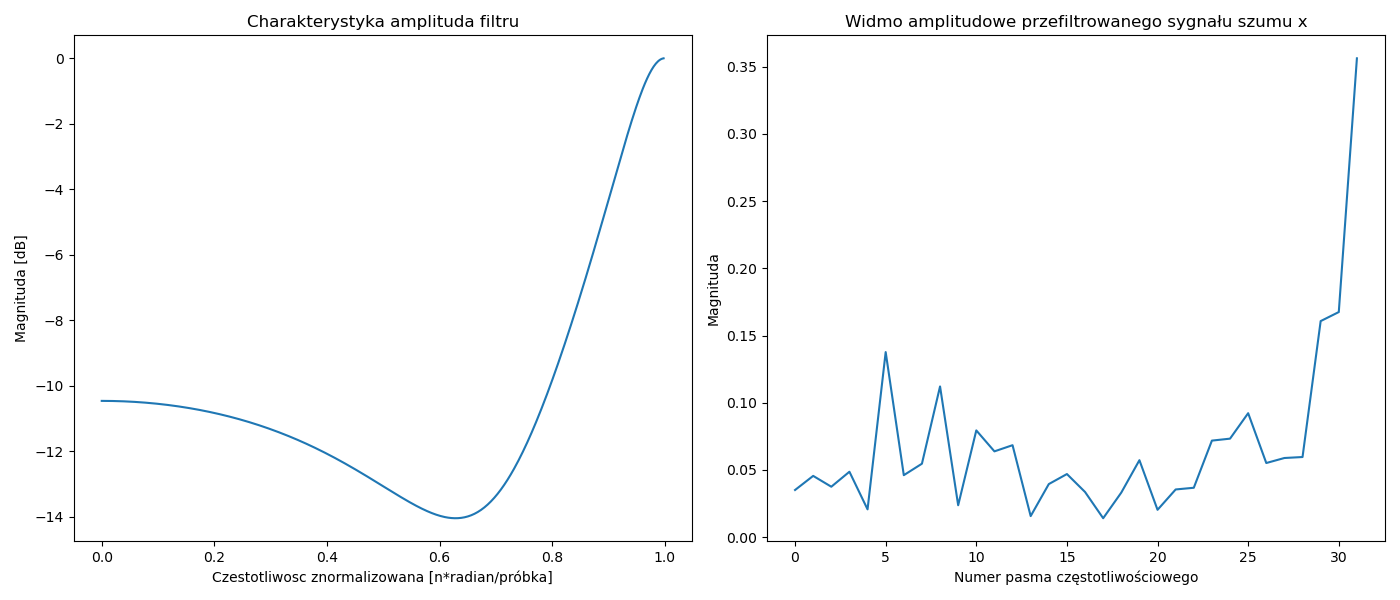 Charakterystyka amplituda filtru
0
−2
−4
−6
−8
−10
−12
−14
Magnituda [dB]
0.0 0.2 0.4 0.6 0.8 1.0
Czestotliwosc znormalizowana [n*radian/próbka]
Widmo amplitudowe przefiltrowanego sygnału szumu x
0.35
0.30
0.25
0.20
0.15
0.10
0.05
0.00
Magnituda
0 5 10 15 20 25 30
Numer pasma częstotliwościowego